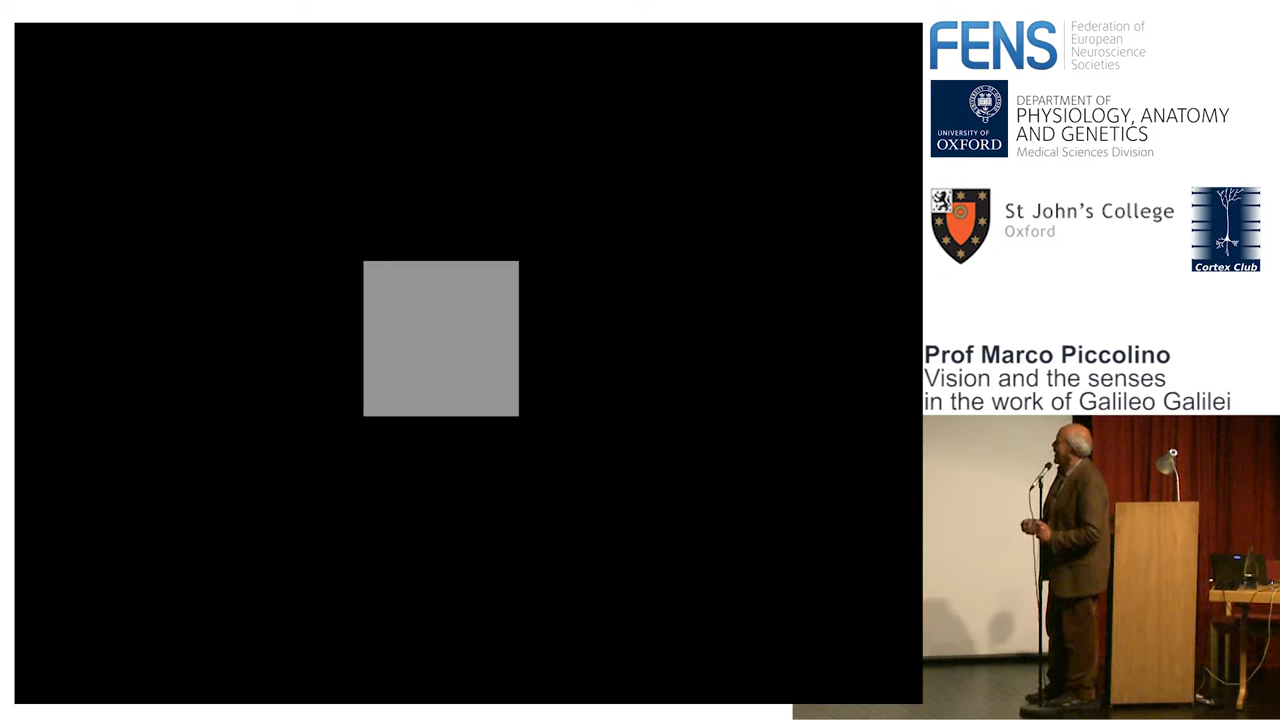 FENS
Federation of
European
Neuroscience
Societies
UNIVERSITY OF
OXFORD
DEPARTMENT OF
PHYSIOLOGY, ANATOMY
AND GENETICS
Medical Sciences Division
St John's College
Oxford
Cortex Club
Prof Marco Piccolino
Vision and the senses
in the work of Galileo Galilei